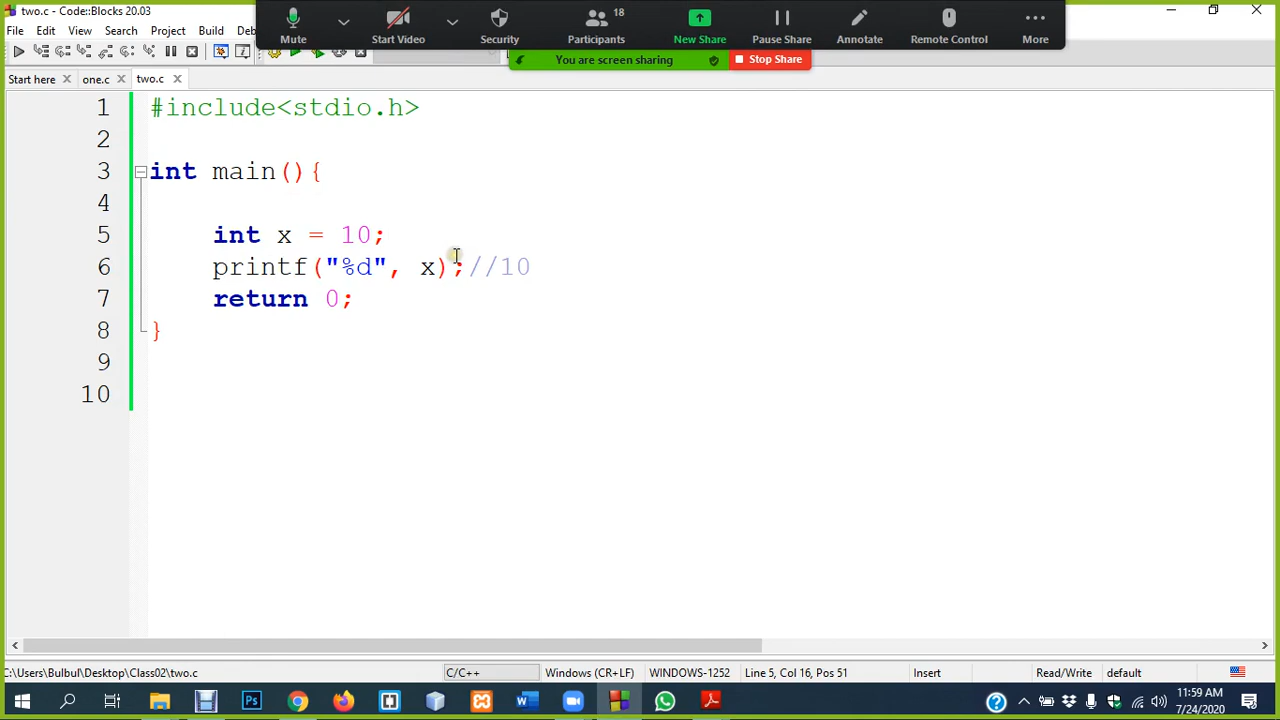 two.c - Code::Blocks 20.03
File Edit View Search Project Build
Mute
Start Video
Security
18
Participants
New Share
Pause Share
Annotate
Remote Control
More
You are screen sharing
Stop Share
Start here
one.c
two.c
1 #include<stdio.h>
2
3 int main(){
4
5 int x = 10;
6 printf("%d", x);//10
7 return 0;
8 }
9
10
C:\Users\Bulbul\Desktop\Class02\two.c
C/C++
Windows (CR+LF)
WINDOWS-1252
Line 5, Col 16, Pos 51
Insert
Read/Write
default
11:59 AM
7/24/2020